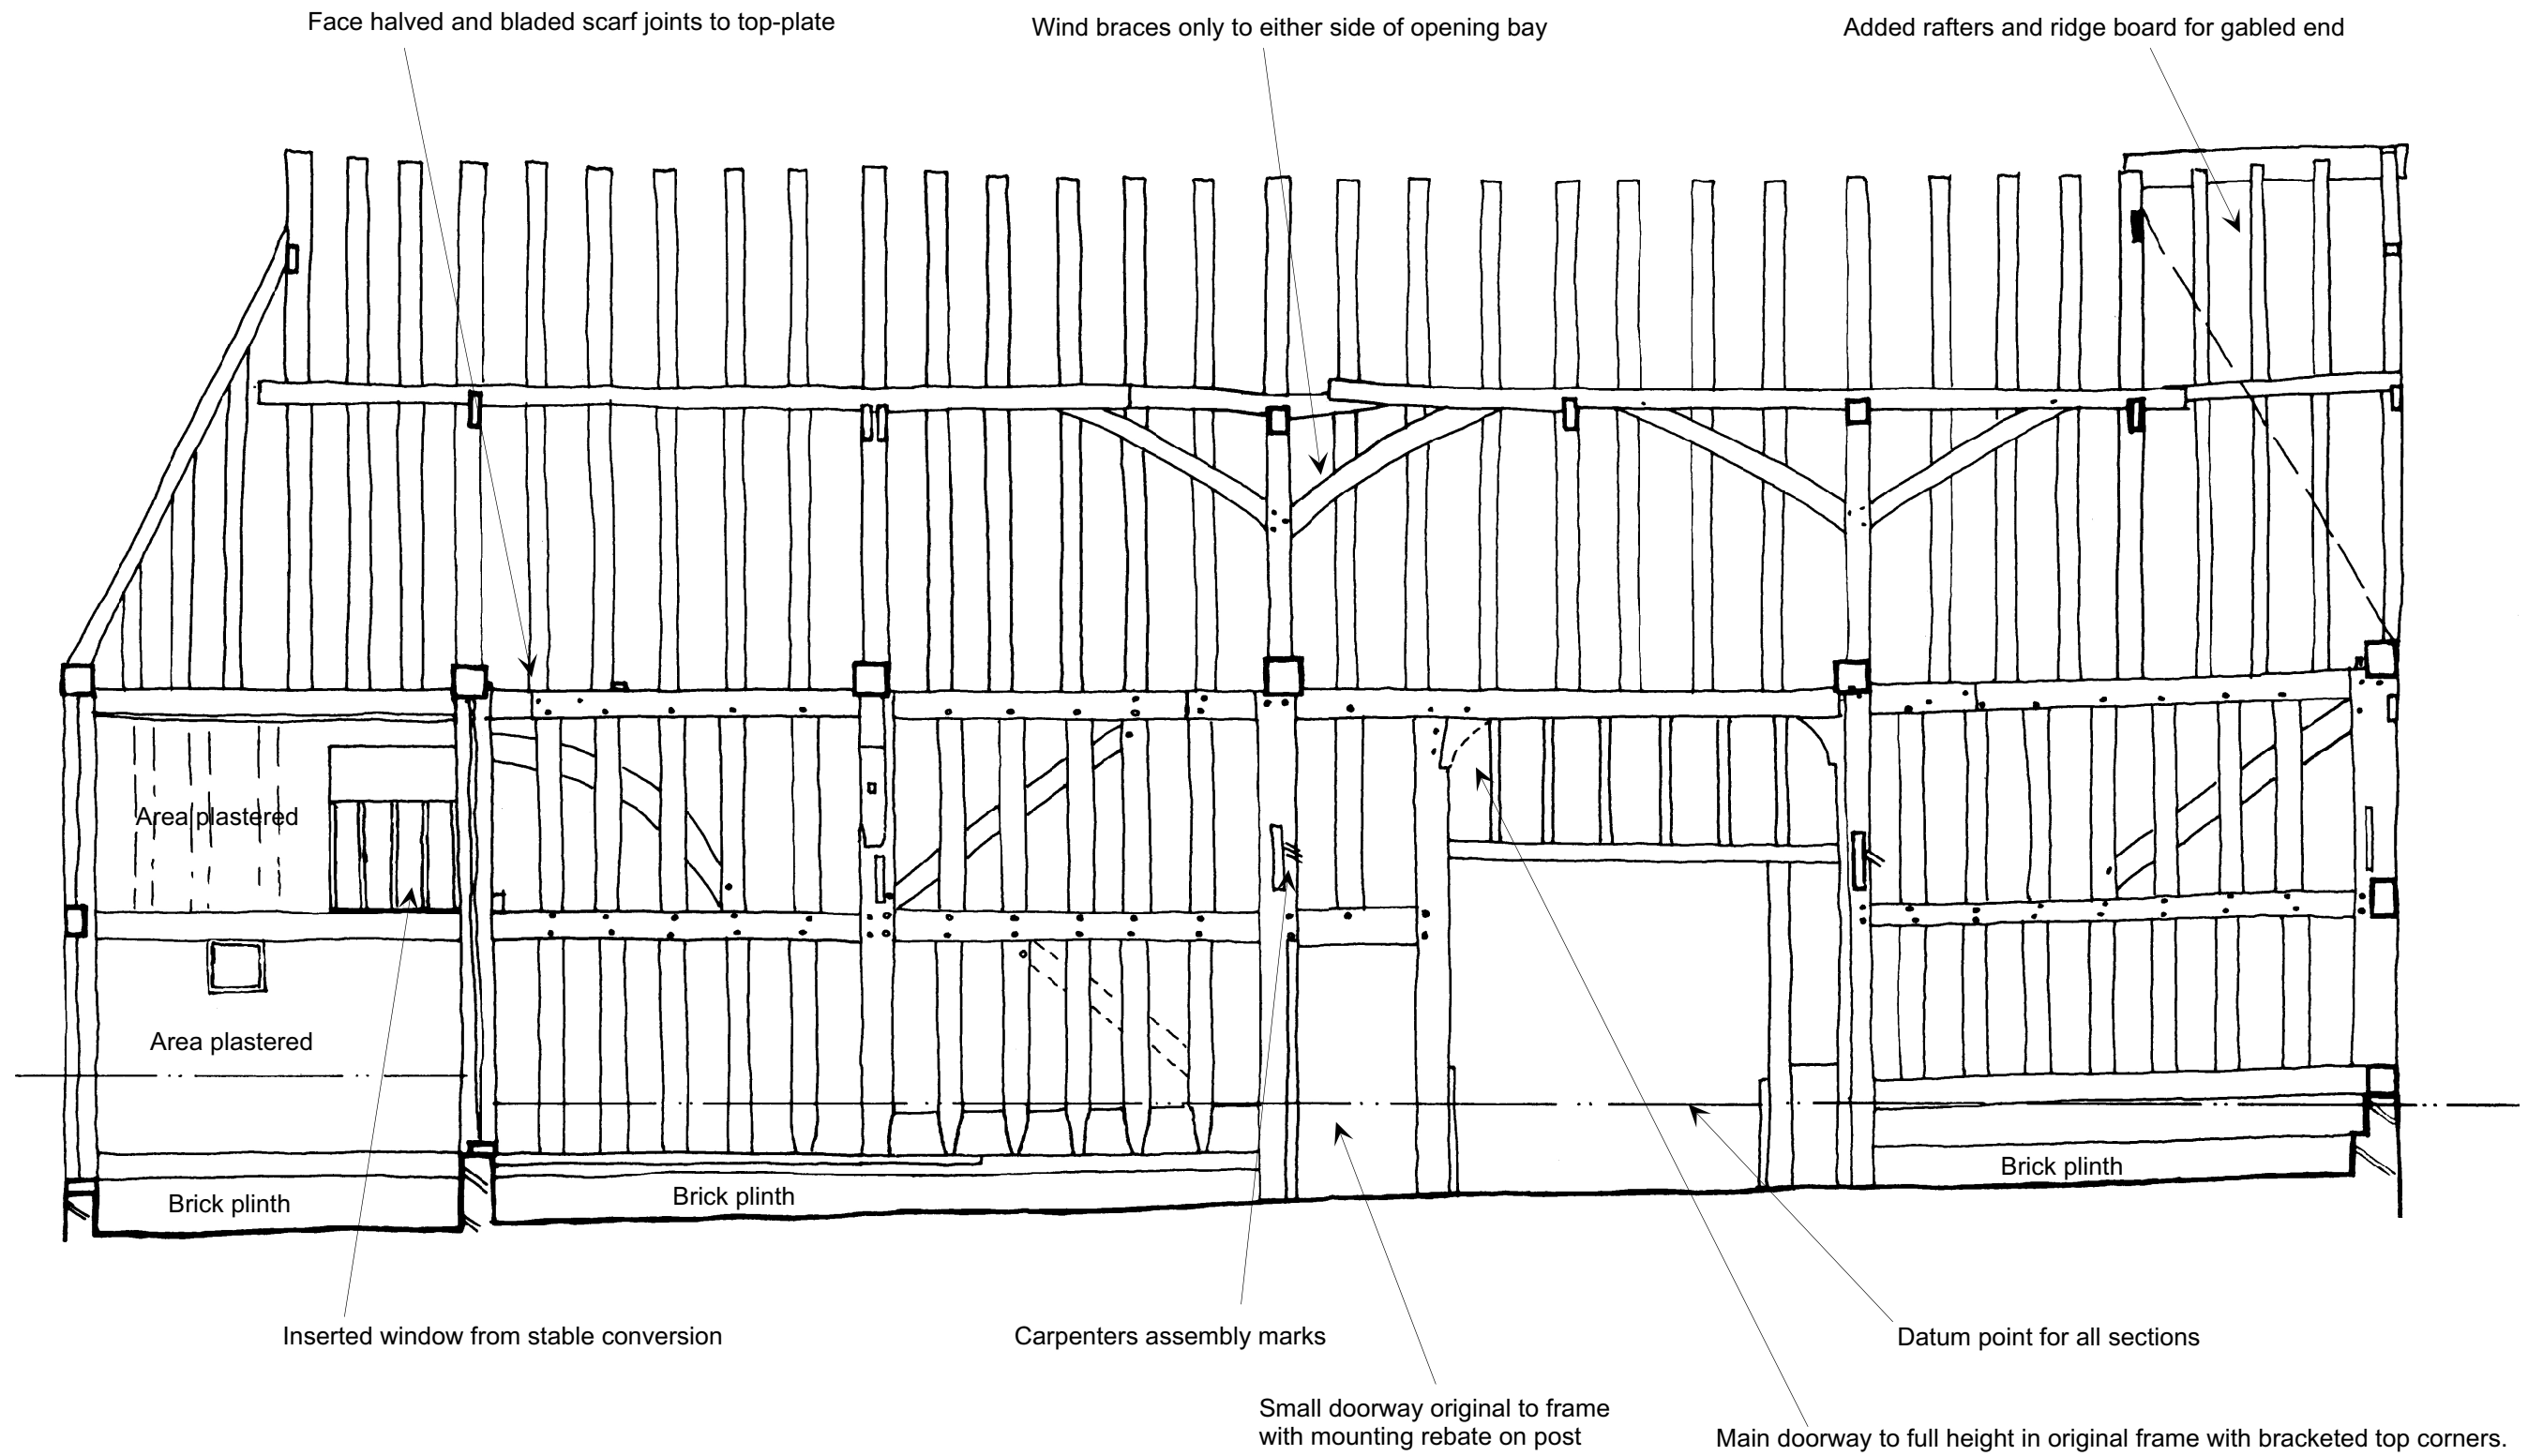 Face halved and bladed scarf joints to top-plate
Wind braces only to either side of opening bay
Added rafters and ridge board for gabled end
Area plastered
Area plastered
Brick plinth
Brick plinth
Brick plinth
Inserted window from stable conversion
Carpenters assembly marks
Datum point for all sections
Small doorway original to frame
with mounting rebate on post
Main doorway to full height in original frame with bracketed top corners.